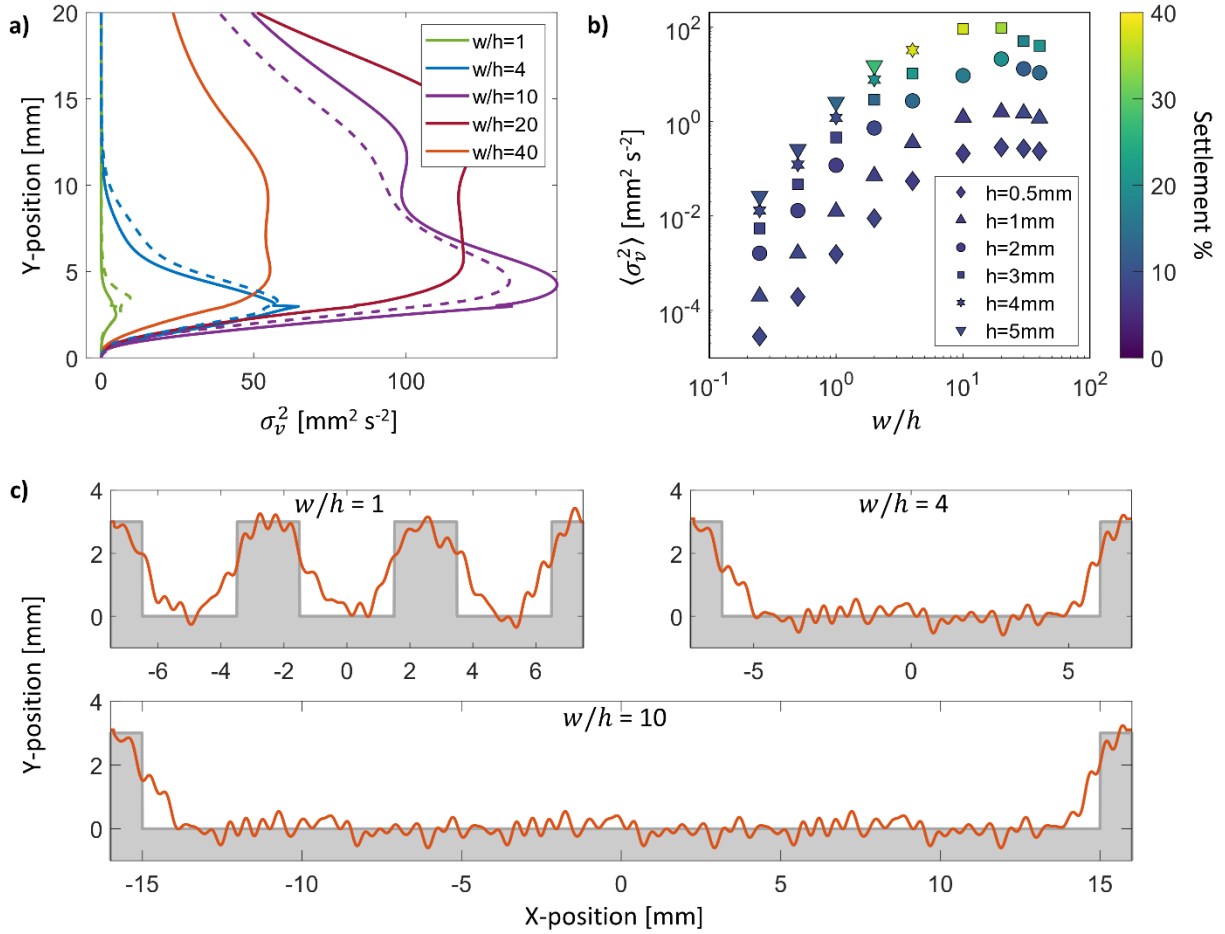 a)
Y-position [mm]
20
15
10
5
0
w/h=1
w/h=4
w/h=10
w/h=20
w/h=40
0
50
100
σᵥ² [mm² s⁻²]
b)
⟨σᵥ²⟩ [mm² s⁻²]
10²
10⁰
10⁻²
10⁻⁴
h=0.5mm
h=1mm
h=2mm
h=3mm
h=4mm
h=5mm
10⁻¹
10⁰
10¹
10²
w/h
40
30
20
10
0
Settlement %
c)
Y-position [mm]
w/h = 1
4
2
0
-6 -4 -2 0 2 4 6
w/h = 4
4
2
0
-5 0 5
w/h = 10
4
2
0
-15 -10 -5 0 5 10 15
X-position [mm]